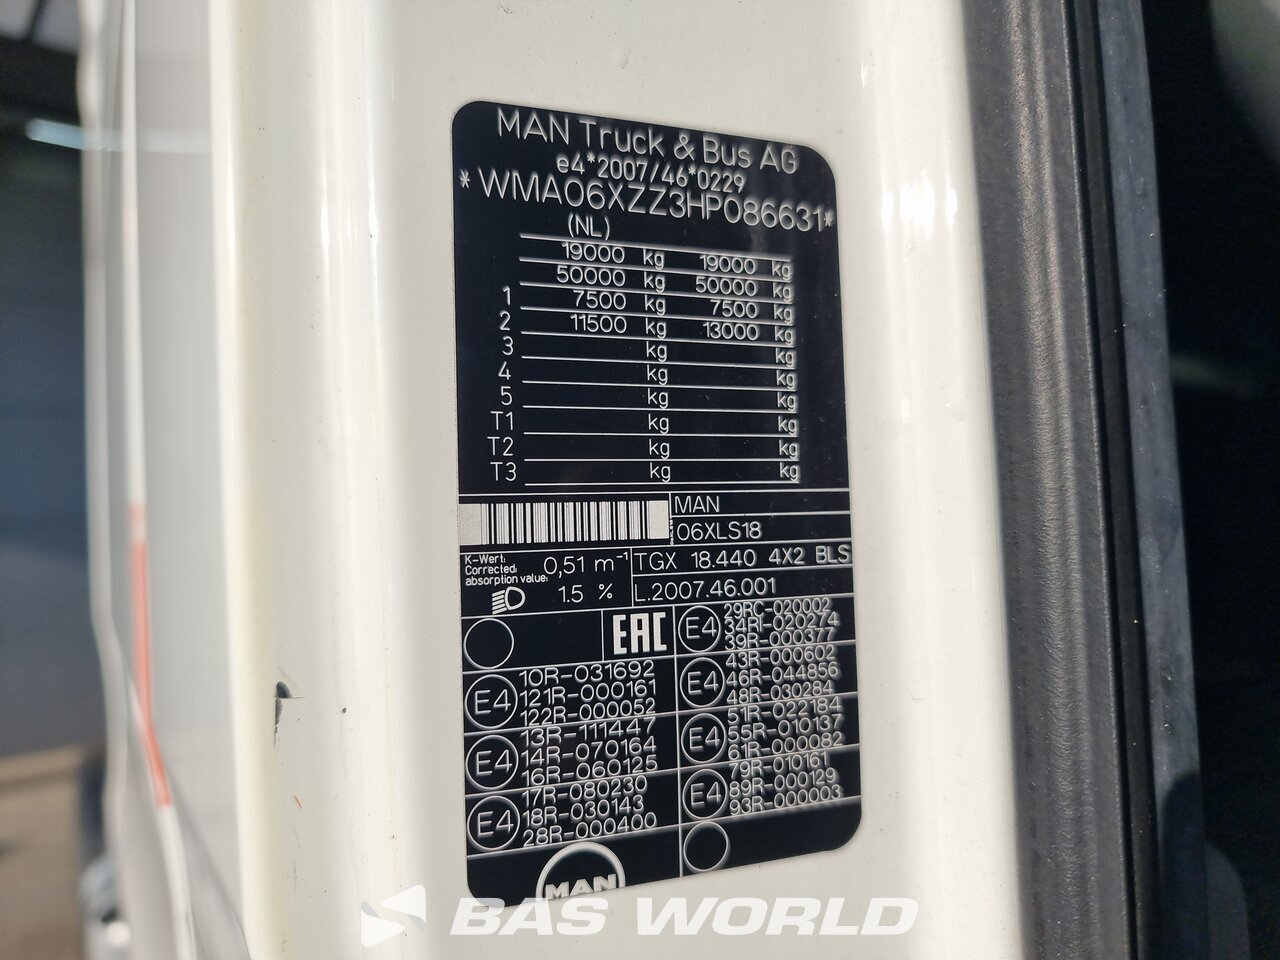 MAN Truck & Bus AG
e4*2007/46*0229
*WMA06XZZ3HP086631*
(NL)
19000 kg 19000 kg
50000 kg 50000 kg
1 7500 kg 7500 kg
2 11500 kg 13000 kg
3 kg kg
4 kg kg
5 kg kg
T1 kg kg
T2 kg kg
T3 kg kg
MAN
06XLS18
K-Wert:
Corrected
absorption value:
0,51 m⁻¹
1.5 %
TGX 18.440 4X2 BLS
L.2007.46.001
EAC
E4
10R-031692
121R-000161
122R-000052
E4
13R-111447
14R-070164
16R-060125
E4
17R-080230
18R-030143
28R-000400
E4
29RC-020002
34RI-020274
39R-000377
E4
43R-000602
46R-044856
48R-030284
E4
51R-022184
55R-010137
61R-000082
E4
79R-010161
89R-000129
93R-000003
MAN
BAS WORLD